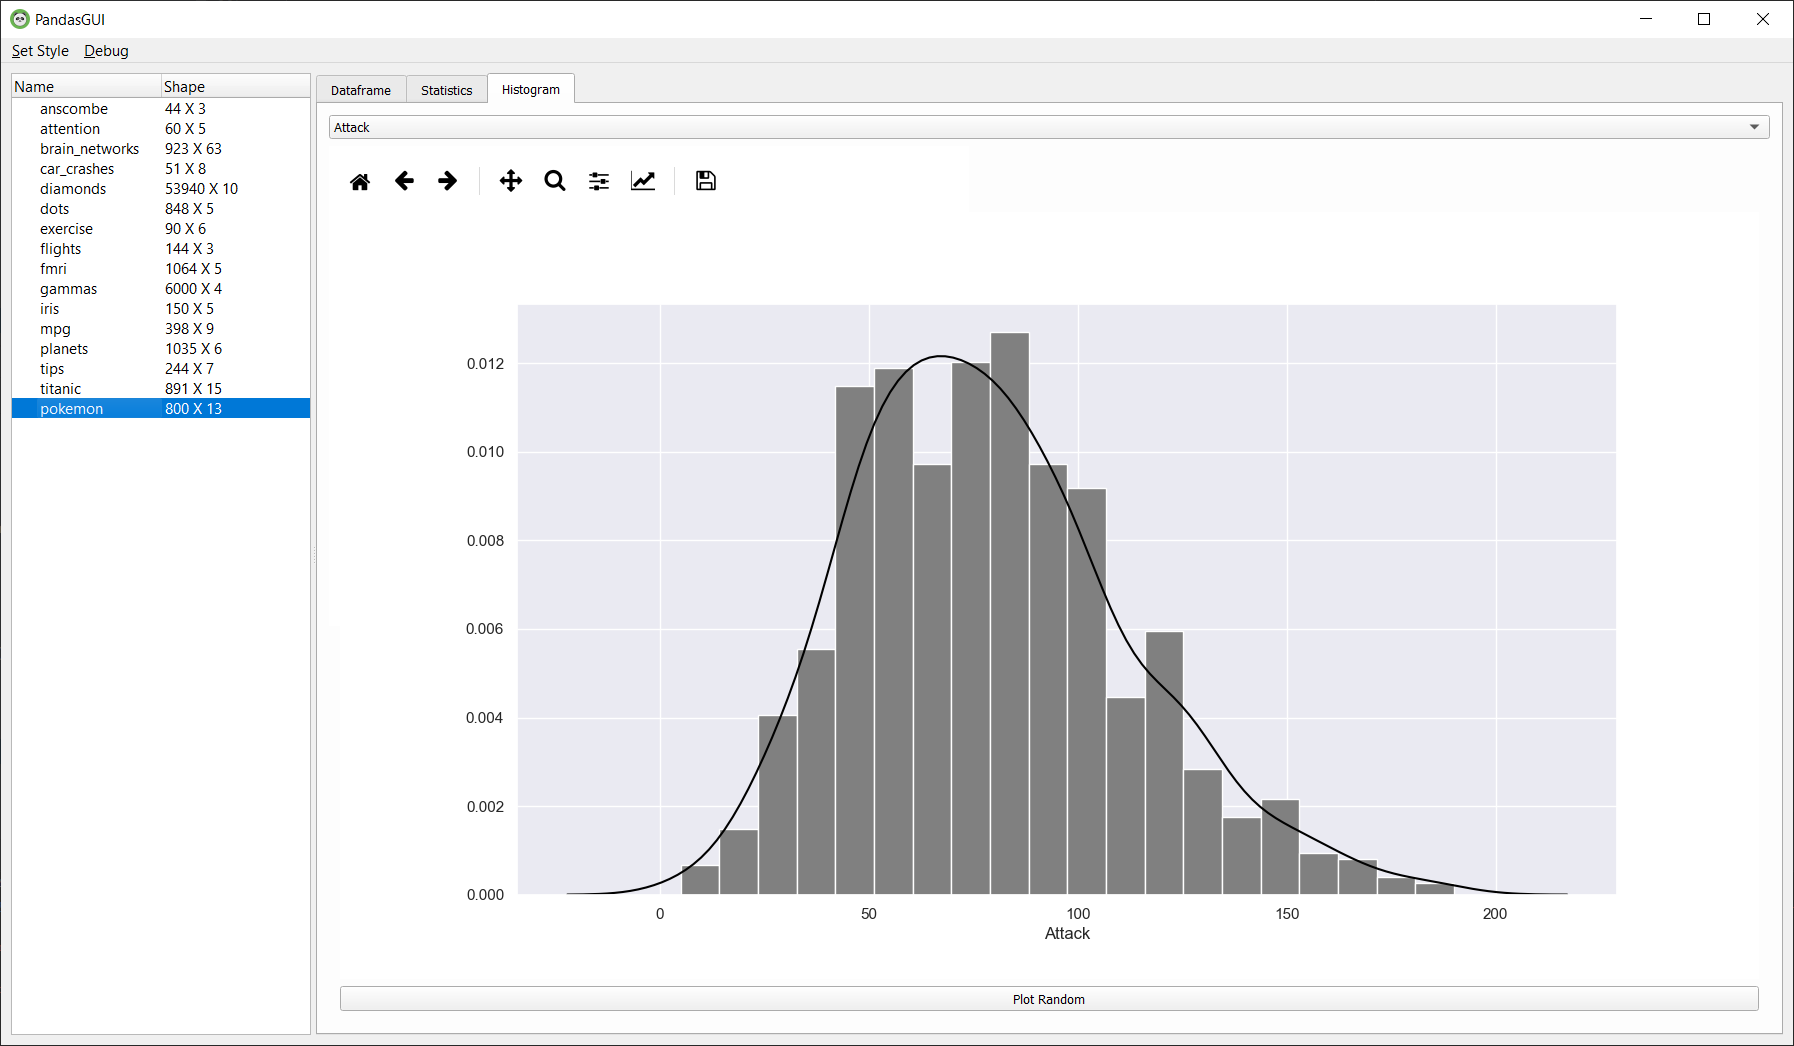 PandasGUI
Set Style Debug
Name Shape
anscombe 44 X 3
attention 60 X 5
brain_networks 923 X 63
car_crashes 51 X 8
diamonds 53940 X 10
dots 848 X 5
exercise 90 X 6
flights 144 X 3
fmri 1064 X 5
gammas 6000 X 4
iris 150 X 5
mpg 398 X 9
planets 1035 X 6
tips 244 X 7
titanic 891 X 15
pokemon 800 X 13
Dataframe Statistics Histogram
Attack
0.012
0.010
0.008
0.006
0.004
0.002
0.000
0 50 100 150 200
Attack
Plot Random